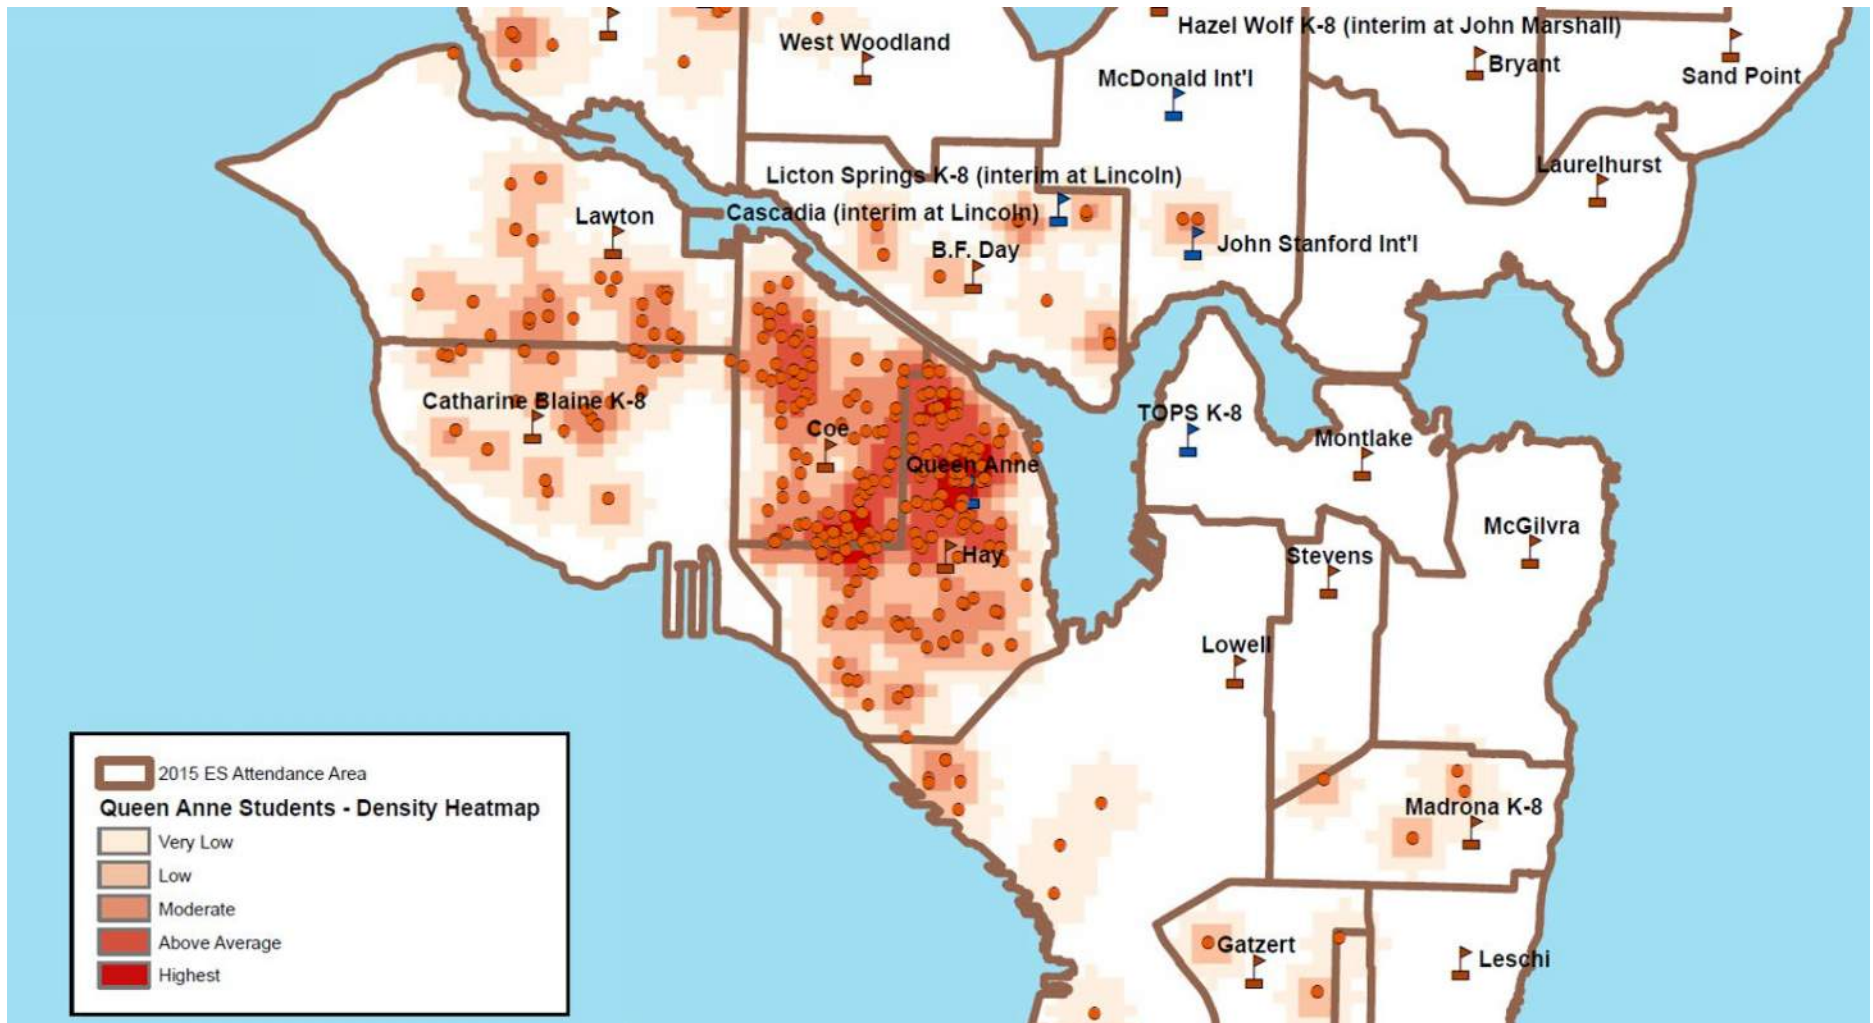 Hazel Wolf K-8 (interim at John Marshall)
West Woodland
Bryant
Sand Point
McDonald Int'l
Laurelhurst
Licton Springs K-8 (interim at Lincoln)
Cascadia (interim at Lincoln)
Lawton
B.F. Day
John Stanford Int'l
Catharine Blaine K-8
TOPS K-8
Coe
Montlake
Queen Anne
McGilvra
Hay
Stevens
Lowell
Madrona K-8
Gatzert
Leschi
2015 ES Attendance Area
Queen Anne Students - Density Heatmap
Very Low
Low
Moderate
Above Average
Highest